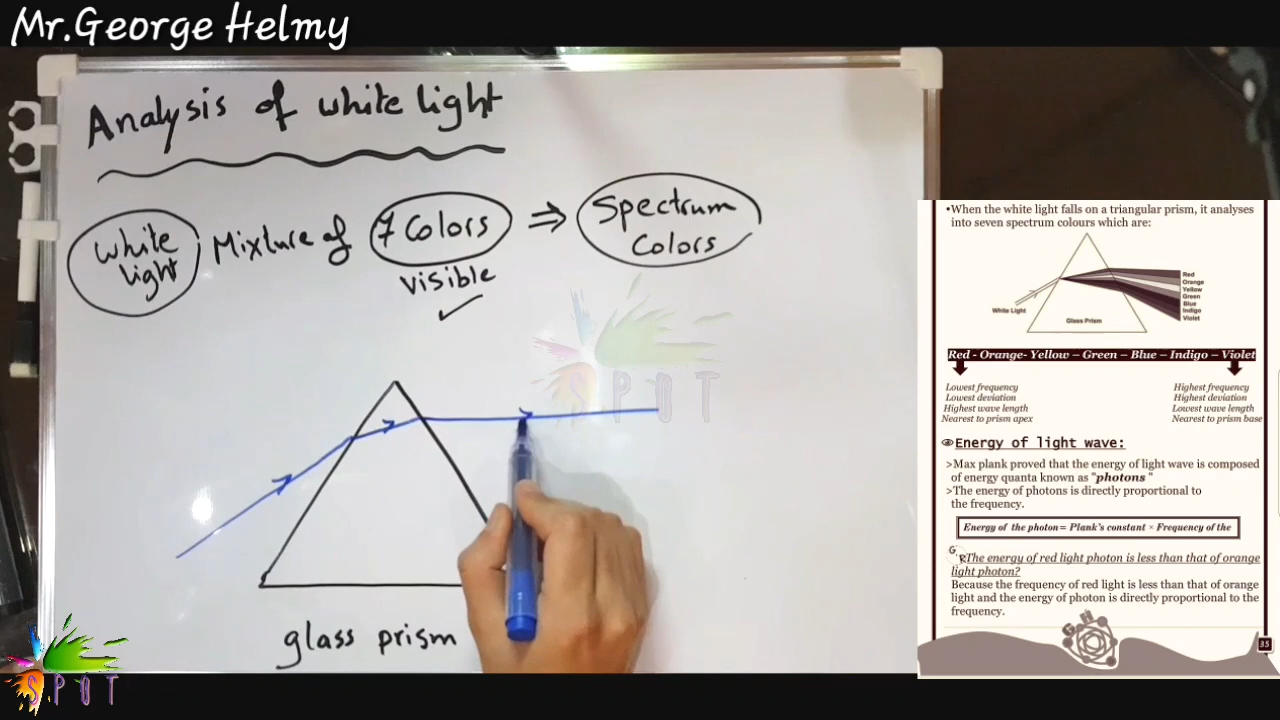 Mr.George Helmy
Analysis of white light
White
light
Mixture of
7 Colors
visible
⇒
Spectrum
Colors
glass prism
SPOT
SPOT
•When the white light falls on a triangular prism, it analyses
into seven spectrum colours which are:
Red
Orange
Yellow
Green
Blue
Indigo
Violet
White Light
Glass Prism
Red - Orange- Yellow – Green – Blue – Indigo – Violet
Lowest frequency
Lowest deviation
Highest wave length
Nearest to prism apex
Highest frequency
Highest deviation
Lowest wave length
Nearest to prism base
Energy of light wave:
>Max plank proved that the energy of light wave is composed
of energy quanta known as "photons "
>The energy of photons is directly proportional to
the frequency.
Energy of the photon= Plank's constant × Frequency of the
The energy of red light photon is less than that of orange
light photon?
Because the frequency of red light is less than that of orange
light and the energy of photon is directly proportional to the
frequency.
35